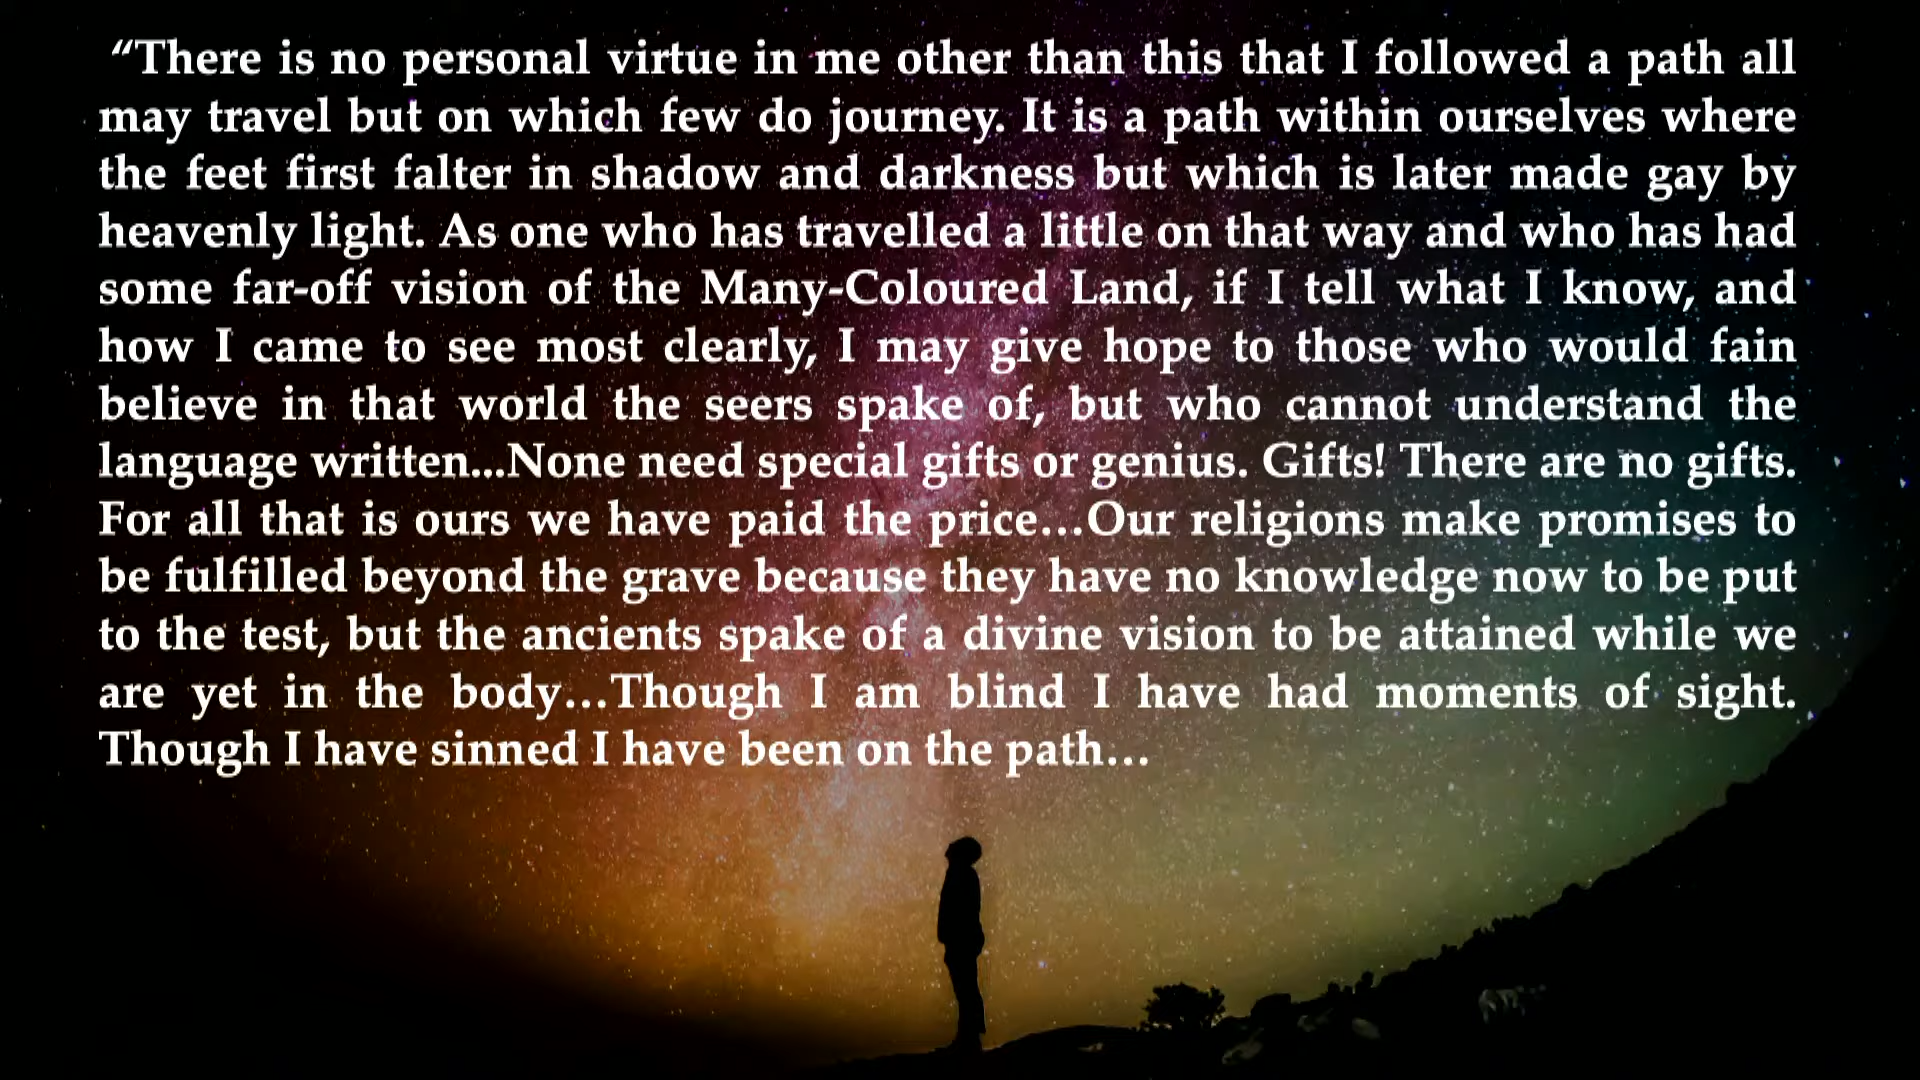 “There is no personal virtue in me other than this that I followed a path all
may travel but on which few do journey. It is a path within ourselves where
the feet first falter in shadow and darkness but which is later made gay by
heavenly light. As one who has travelled a little on that way and who has had
some far-off vision of the Many-Coloured Land, if I tell what I know, and
how I came to see most clearly, I may give hope to those who would fain
believe in that world the seers spake of, but who cannot understand the
language written...None need special gifts or genius. Gifts! There are no gifts.
For all that is ours we have paid the price…Our religions make promises to
be fulfilled beyond the grave because they have no knowledge now to be put
to the test, but the ancients spake of a divine vision to be attained while we
are yet in the body…Though I am blind I have had moments of sight.
Though I have sinned I have been on the path…